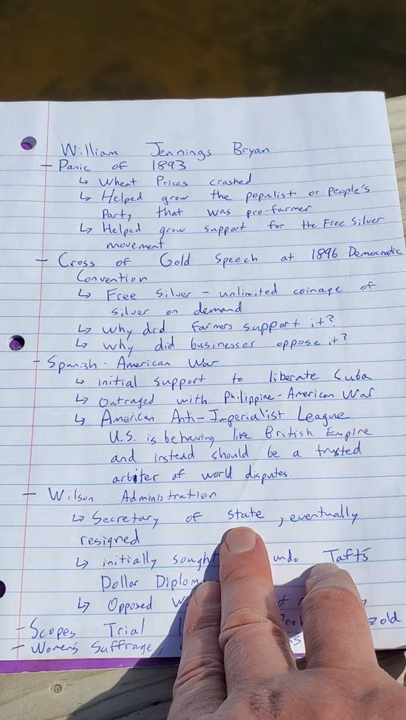 William Jennings Bryan
- Panic of 1893
↳ Wheat Prices crashed
↳ Helped grow the populist or People's
Party that was pro-farmer
↳ Helped grow support for the Free Silver
movement
- Cross of Gold Speech at 1896 Democratic
Convention
↳ Free Silver - unlimited coinage of
silver on demand
↳ Why did farmers support it?
↳ Why did businesses oppose it?
- Spanish-American War
↳ initial support to liberate Cuba
↳ Outraged with Philippine-American War
↳ American Anti-Imperialist League
U.S. is behaving like British Empire
and instead should be a trusted
arbiter of world disputes.
- Wilson Administration
↳ Secretary of state, eventually
resigned
↳ initially sought undo Tafts
Dollar Diplom
↳ Opposed of
- Scopes Trial
- Womens Suffrage